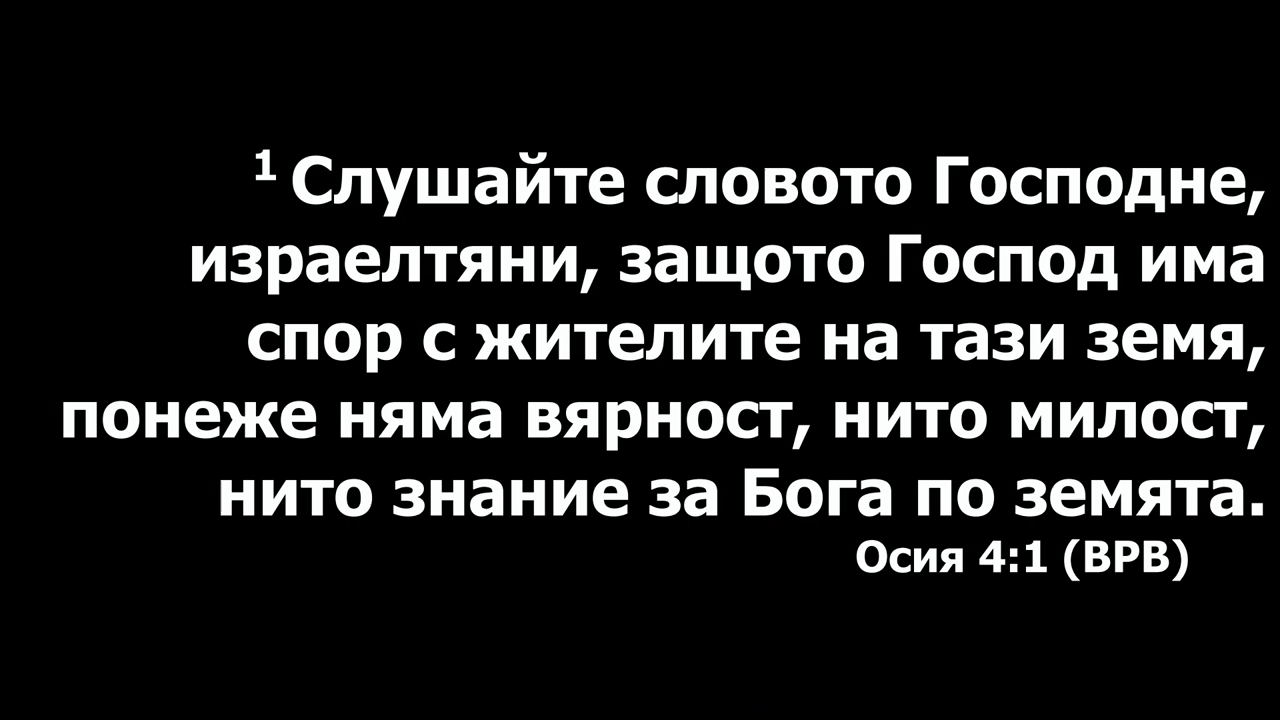 1 Слушайте словото Господне,
израелтяни, защото Господ има
спор с жителите на тази земя,
понеже няма вярност, нито милост,
нито знание за Бога по земята.
Осия 4:1 (ВРВ)